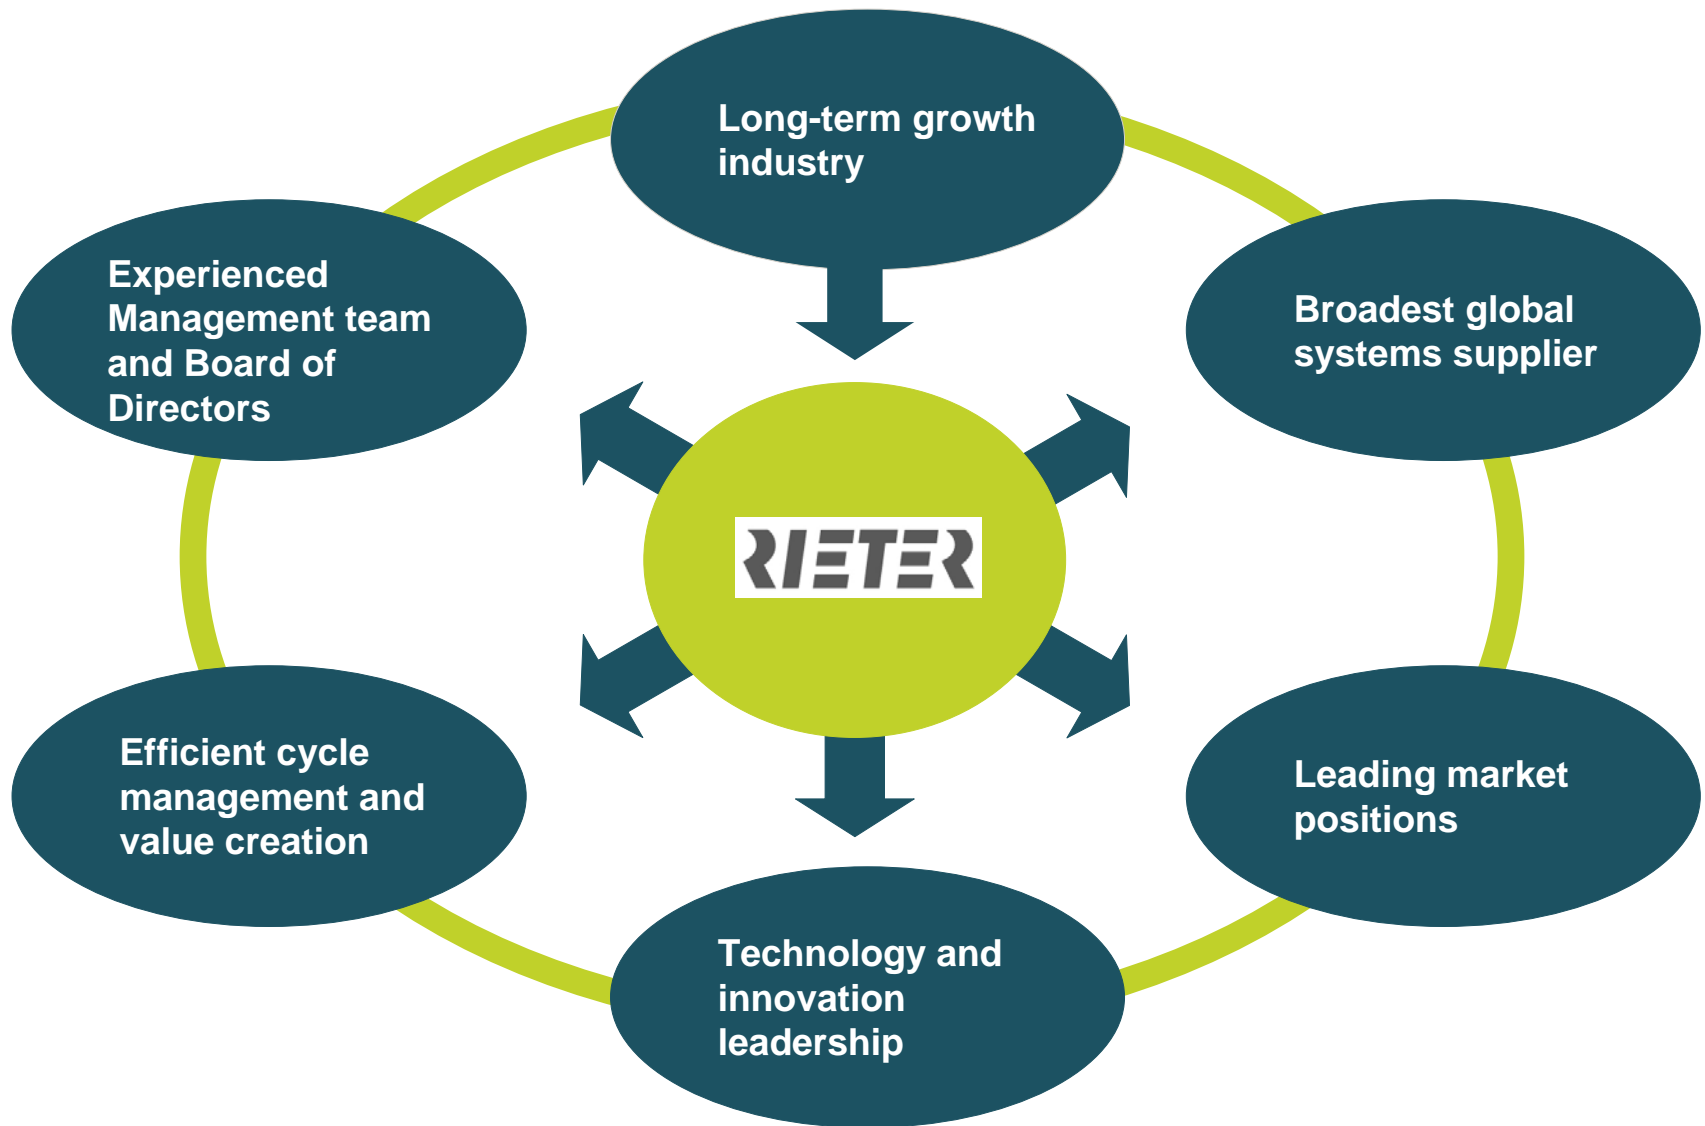 Long-term growth
industry
Experienced
Management team
and Board of
Directors
Broadest global
systems supplier
RIETER
Efficient cycle
management and
value creation
Leading market
positions
Technology and
innovation
leadership